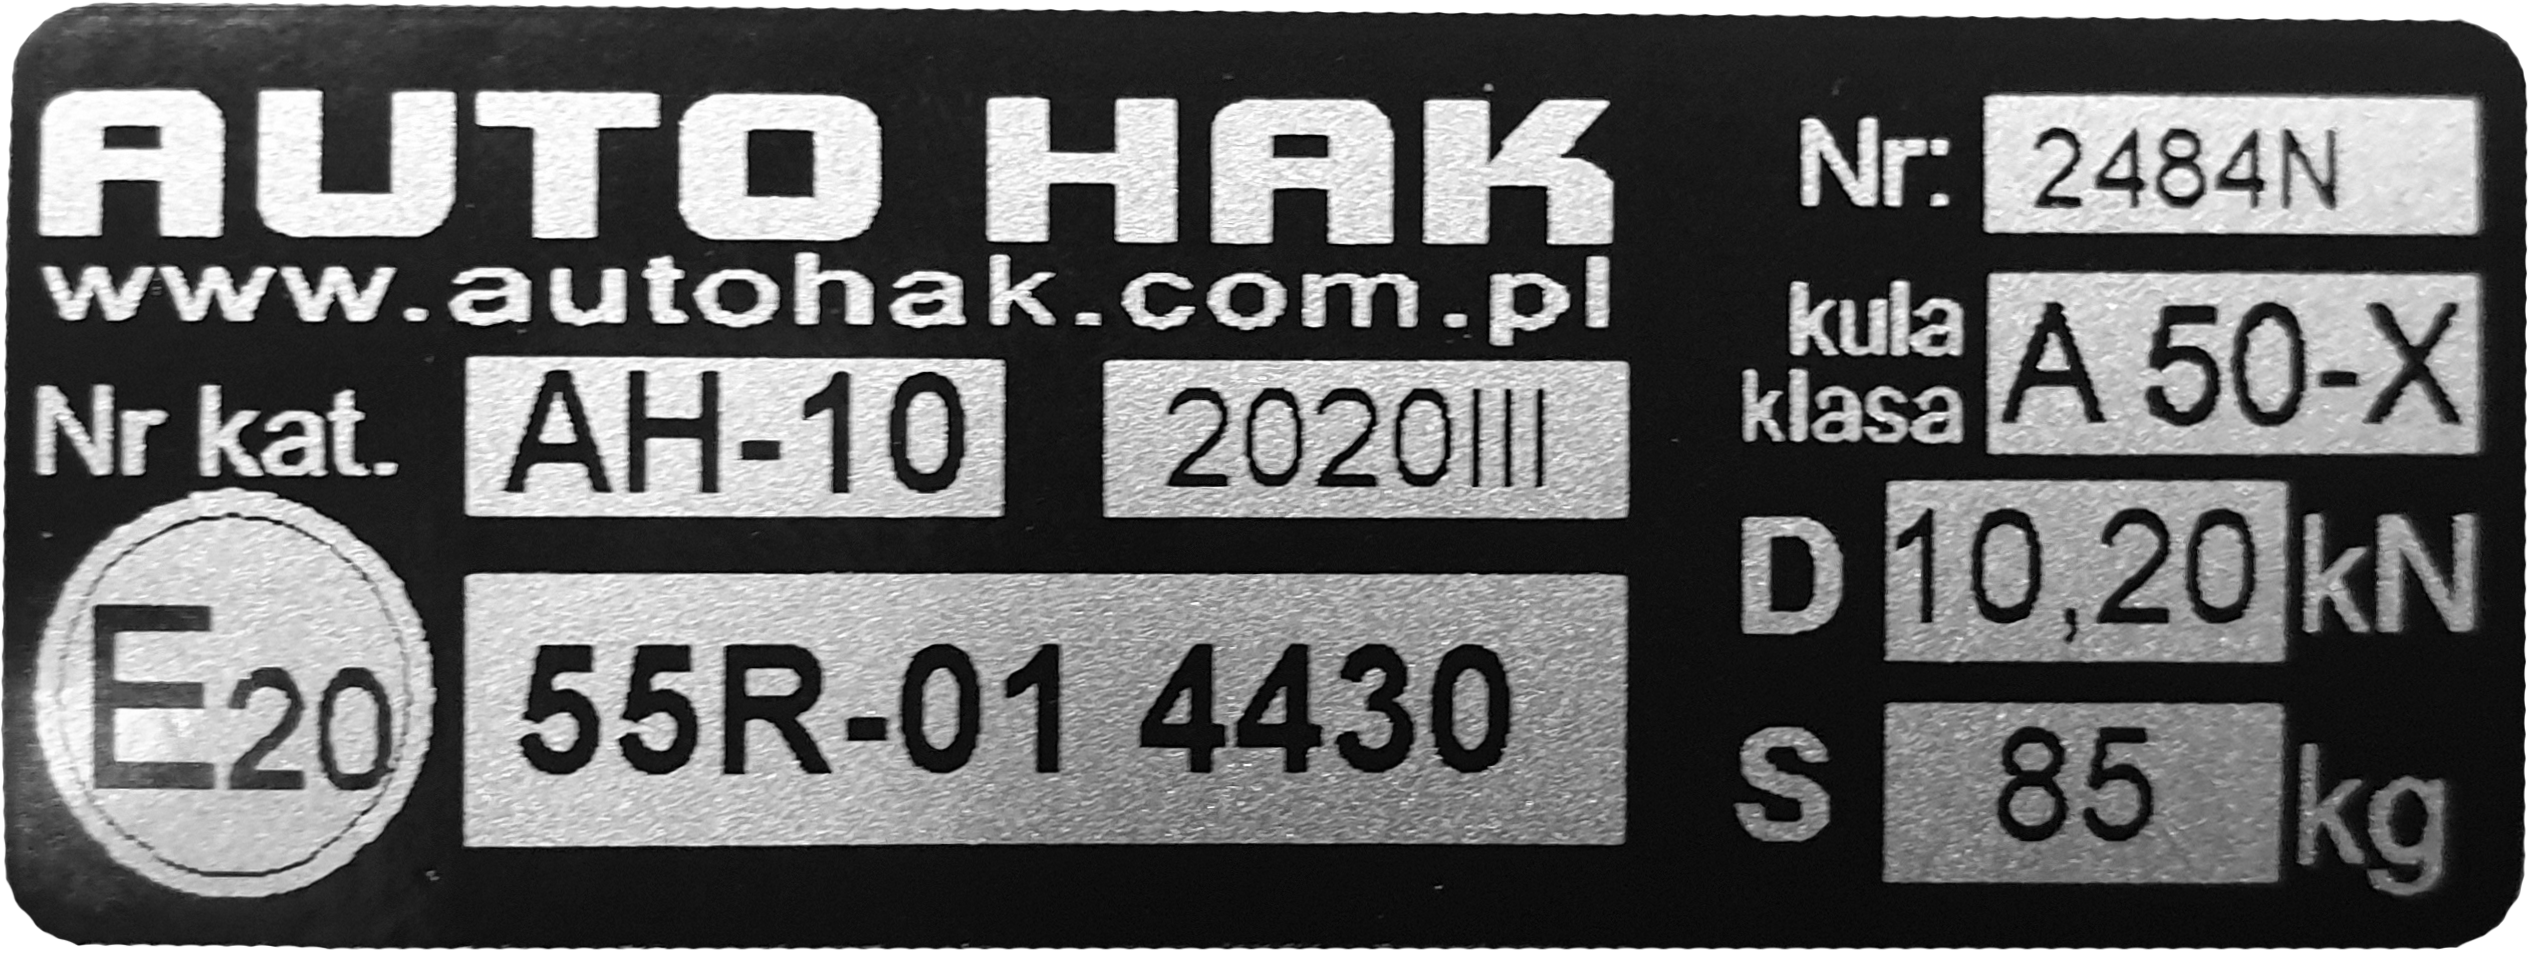 AUTO HAK
www.autohak.com.pl
Nr kat. AH-10 2020III
E20 55R-01 4430
Nr: 2484N
kula klasa A 50-X
D 10,20 kN
S 85 kg